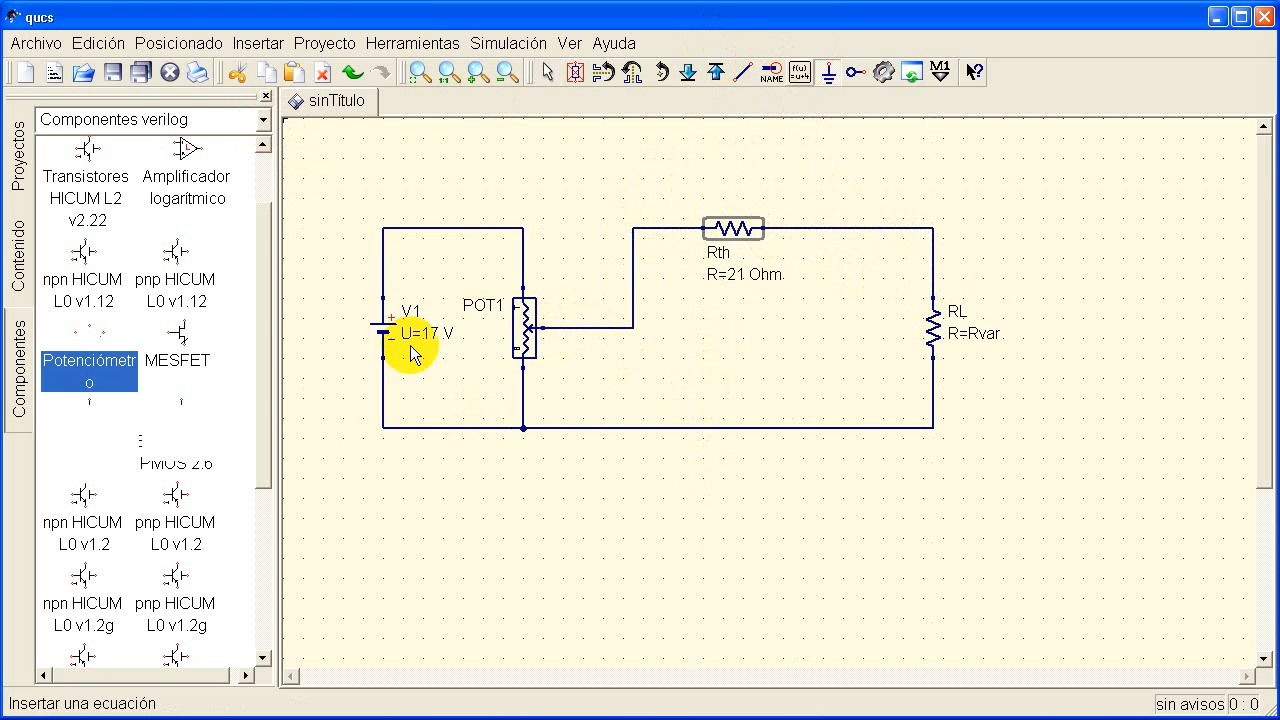 qucs
Archivo Edición Posicionado Insertar Proyecto Herramientas Simulación Ver Ayuda
NAME
M1
sinTítulo
Proyectos
Contenido
Componentes
Componentes verilog
Transistores
HICUM L2
v2.22
Amplificador
logarítmico
npn HICUM
L0 v1.12
pnp HICUM
L0 v1.12
Potenciómetr
o
MESFET
PMOS 2.6
npn HICUM
L0 v1.2
pnp HICUM
L0 v1.2
npn HICUM
L0 v1.2g
pnp HICUM
L0 v1.2g
V1
U=17 V
POT1
Rth
R=21 Ohm
RL
R=Rvar
Insertar una ecuación
sin avisos 0 : 0